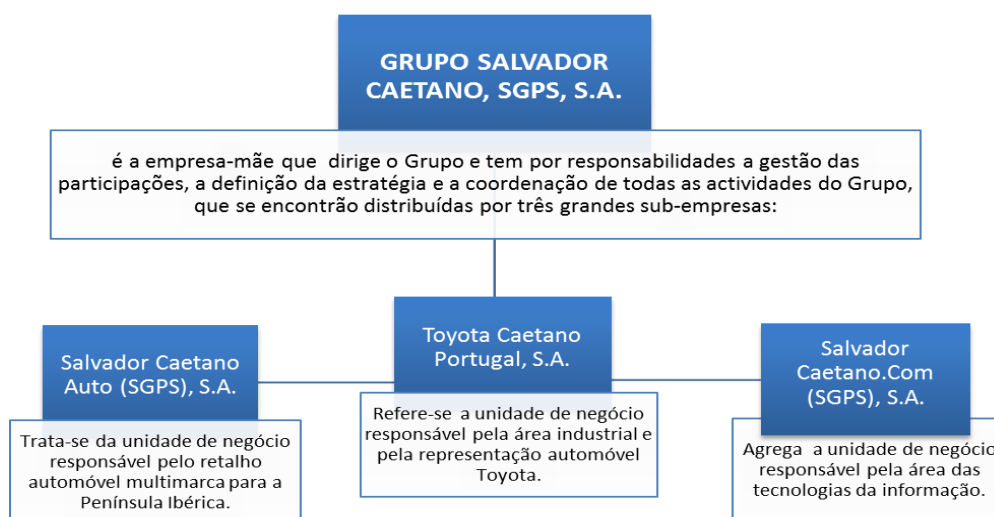 GRUPO SALVADOR
CAETANO, SGPS, S.A.
é a empresa-mãe que dirige o Grupo e tem por responsabilidades a gestão das
participações, a definição da estratégia e a coordenação de todas as actividades do Grupo,
que se encontrão distribuídas por três grandes sub-empresas:
Salvador Caetano
Auto (SGPS), S.A.
Trata-se da unidade de negócio
responsável pelo retalho
automóvel multimarca para a
Península Ibérica.
Toyota Caetano
Portugal, S.A.
Refere-se a unidade de negócio
responsável pela área industrial e
pela representação automóvel
Toyota.
Salvador
Caetano.Com
(SGPS), S.A.
Agrega a unidade de negócio
responsável pela área das
tecnologias da informação.